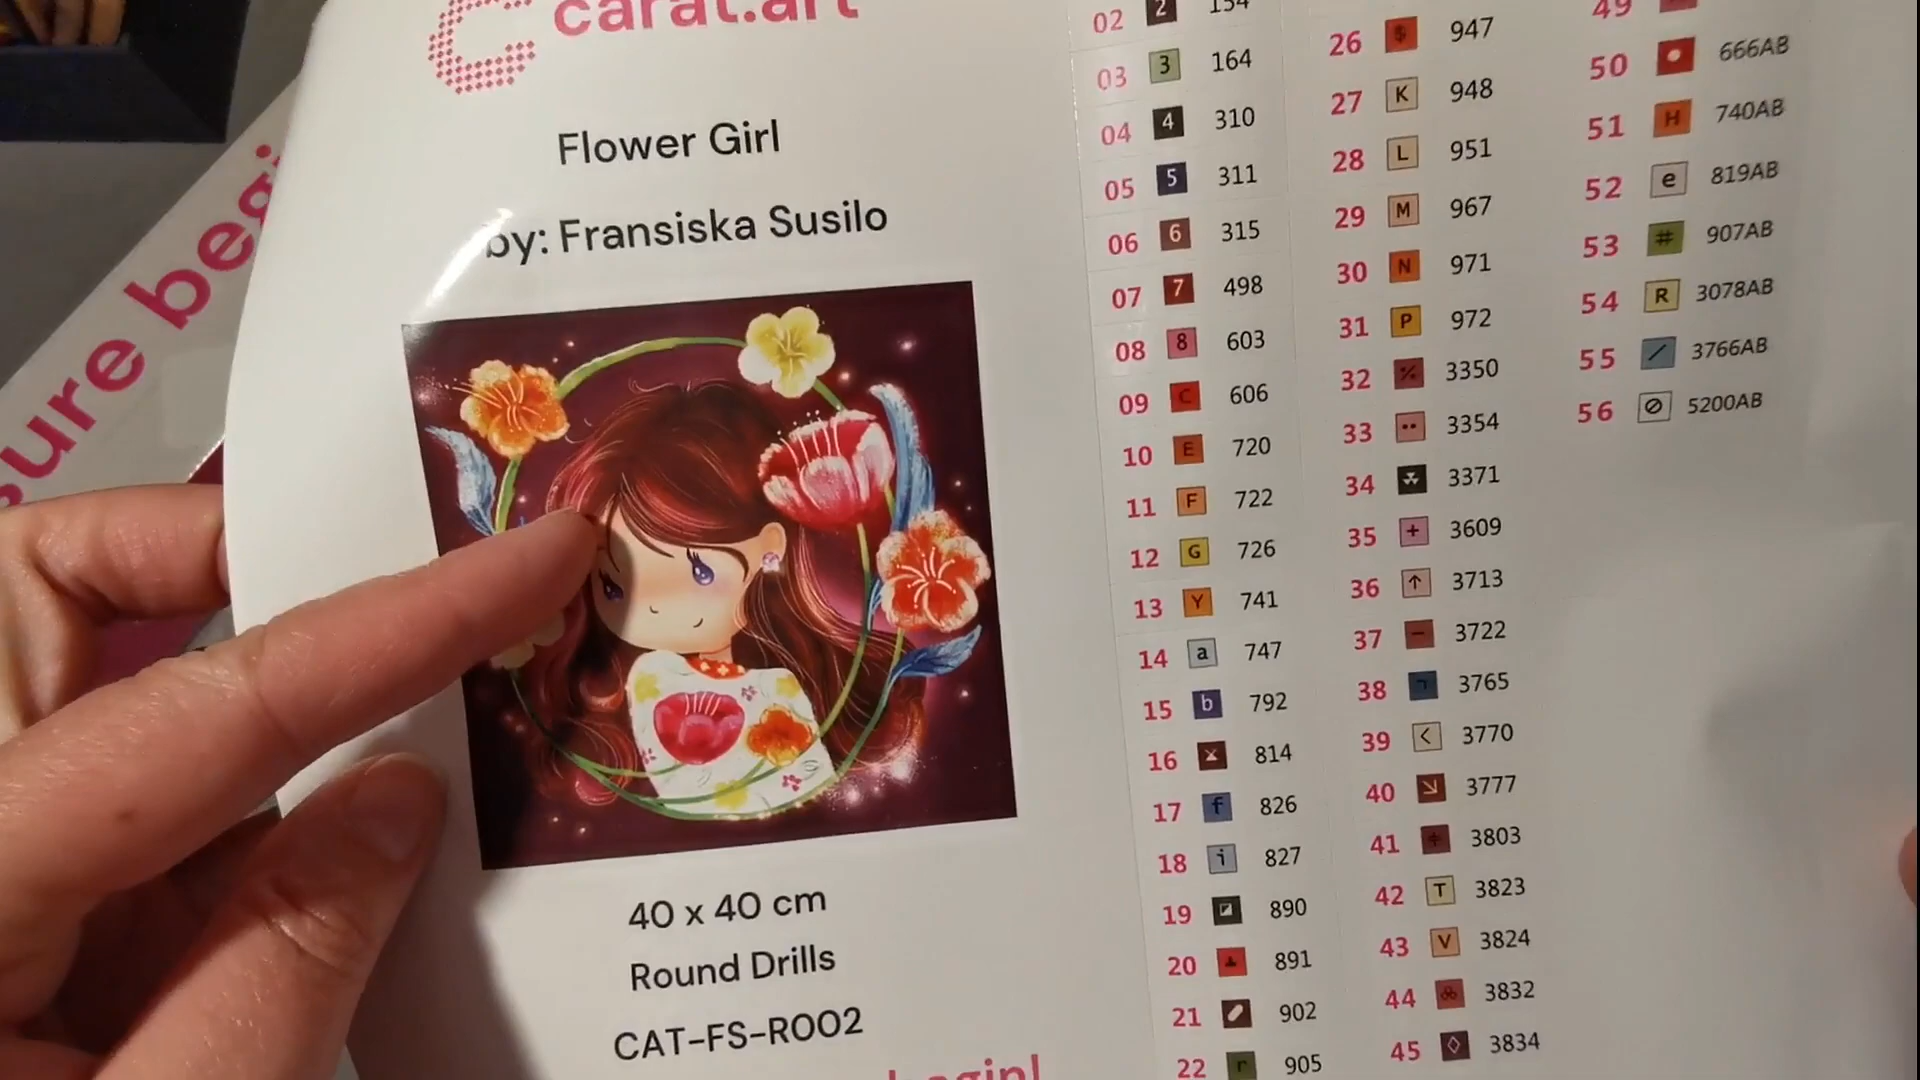 carat.art
Flower Girl
by: Fransiska Susilo
40 x 40 cm
Round Drills
CAT-FS-R002
begin!
sure begi
02 2 154
03 3 164
04 4 310
05 5 311
06 6 315
07 7 498
08 8 603
09 C 606
10 E 720
11 F 722
12 G 726
13 Y 741
14 a 747
15 b 792
16 814
17 f 826
18 i 827
19 890
20 891
21 902
22 r 905
26 $ 947
27 K 948
28 L 951
29 M 967
30 N 971
31 P 972
32 % 3350
33 •• 3354
34 3371
35 + 3609
36 ↑ 3713
37 − 3722
38 ¬ 3765
39 < 3770
40 ↘ 3777
41 + 3803
42 T 3823
43 V 3824
44 3832
45 ◇ 3834
49
50 ● 666AB
51 H 740AB
52 e 819AB
53 # 907AB
54 R 3078AB
55 / 3766AB
56 ⊘ 5200AB